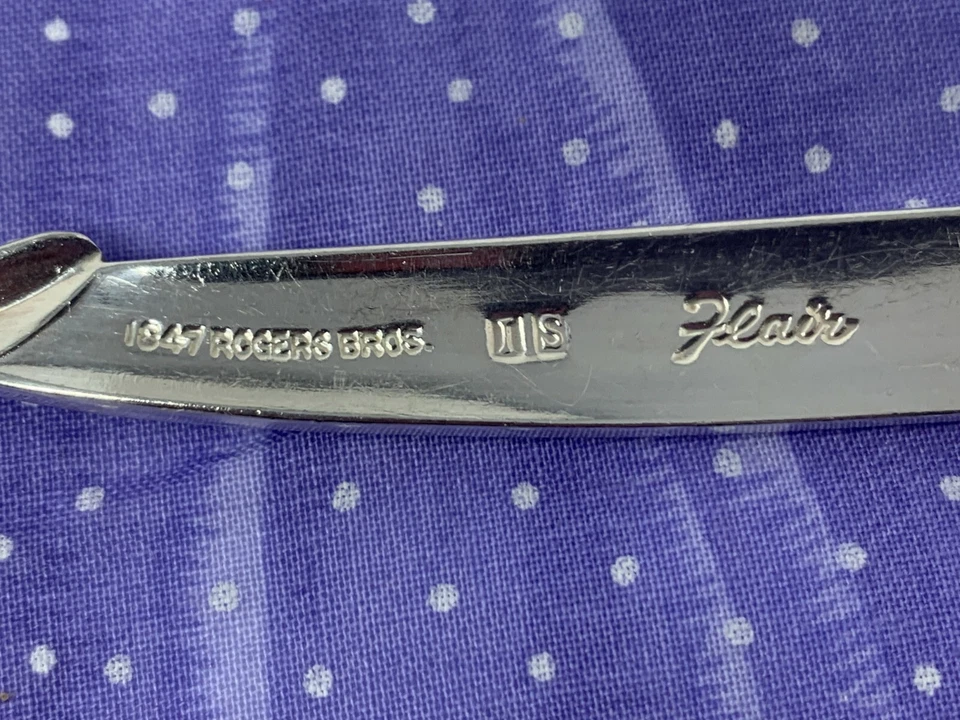 1847 ROGERS BROS. IS Flair